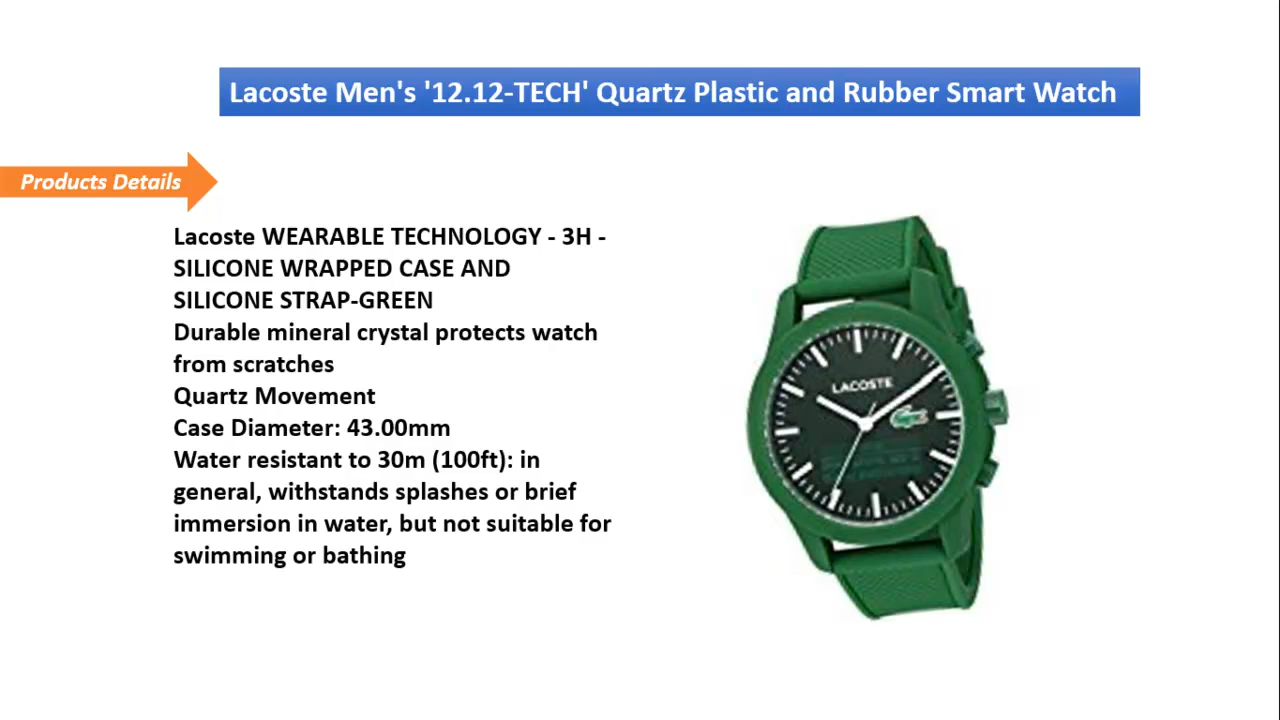 Lacoste Men's '12.12-TECH' Quartz Plastic and Rubber Smart Watch
Products Details
Lacoste WEARABLE TECHNOLOGY - 3H -
SILICONE WRAPPED CASE AND
SILICONE STRAP-GREEN
Durable mineral crystal protects watch
from scratches
Quartz Movement
Case Diameter: 43.00mm
Water resistant to 30m (100ft): in
general, withstands splashes or brief
immersion in water, but not suitable for
swimming or bathing
LACOSTE